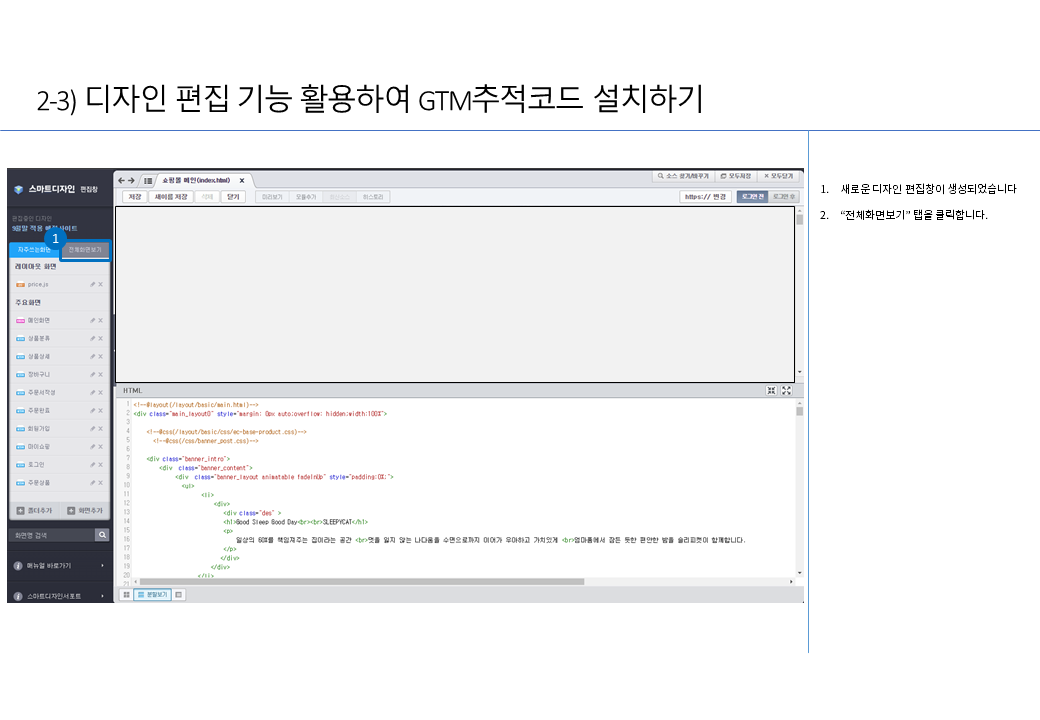 2-3) 디자인 편집 기능 활용하여 GTM추적코드 설치하기
스마트디자인 편집창
편집중인 디자인
1
자주쓰는화면 전체화면보기
레이아웃 화면
price.js
주요화면
메인화면
상품분류
상품상세
장바구니
주문서작성
주문완료
회원가입
마이쇼핑
로그인
주문상품
폴더추가 화면추가
화면명 검색
매뉴얼 바로가기
스마트디자인서포트
쇼핑몰 메인(index.html) x
소스 찾기/바꾸기 모두저장 × 모두닫기
저장 새이름 저장 삭제 닫기 미리보기 모듈추가 히스토리 https:// 변경 로그인 전 로그인 후
HTML
1 <!--@layout(/layout/basic/main.html)-->
2 <div class="main_layout0" style="margin: 0px auto;overflow: hidden;width:100%">
3
4 <!--@css(/layout/basic/css/ec-base-product.css)-->
5 <!--@css(/css/banner_post.css)-->
6
7 <div class="banner_intro">
8 <div class="banner_content">
9 <div class="banner_layout animatable fadeInUp" style="padding:0%;">
10 <ul>
11 <li>
12 <div>
13 <div class="des" >
14 <h1>Good Sleep Good Day<br><br>SLEEPYCAT</h1>
15 <p>
16 일상의 60%를 책임져주는 집이라는 공간 <br>멋을 잃지 않는 나다움을 수면으로까지 이어가 우아하고 가치있게 <br>엄마품에서 잠든 듯한 편안한 밤을 슬리피캣이 함께합니다.
17 </p>
18 </div>
19 </div>
20 </li>
21
분할보기
1. 새로운 디자인 편집창이 생성되었습니다
2. “전체화면보기” 탭을 클릭합니다.